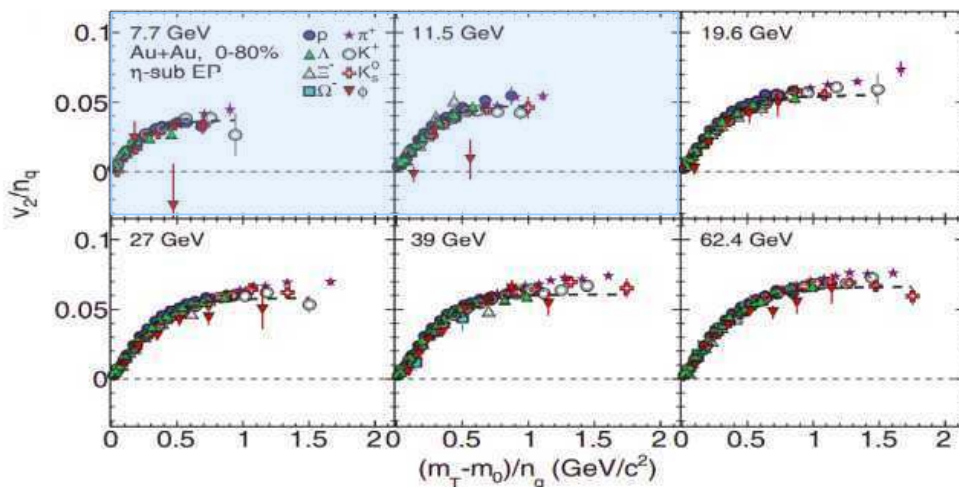 0.1
0.05
0
7.7 GeV
Au+Au, 0-80%
η-sub EP
p π⁺
Λ K⁺
Ξ⁻ K⁰ₛ
Ω⁻ φ
11.5 GeV
19.6 GeV
v₂/n_q
0.1
0.05
0
27 GeV
39 GeV
62.4 GeV
0 0.5 1 1.5 2 0 0.5 1 1.5 2 0 0.5 1 1.5 2
(m_T-m₀)/n_q (GeV/c²)